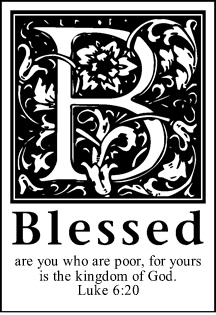 B
Blessed
are you who are poor, for yours
is the kingdom of God.
Luke 6:20